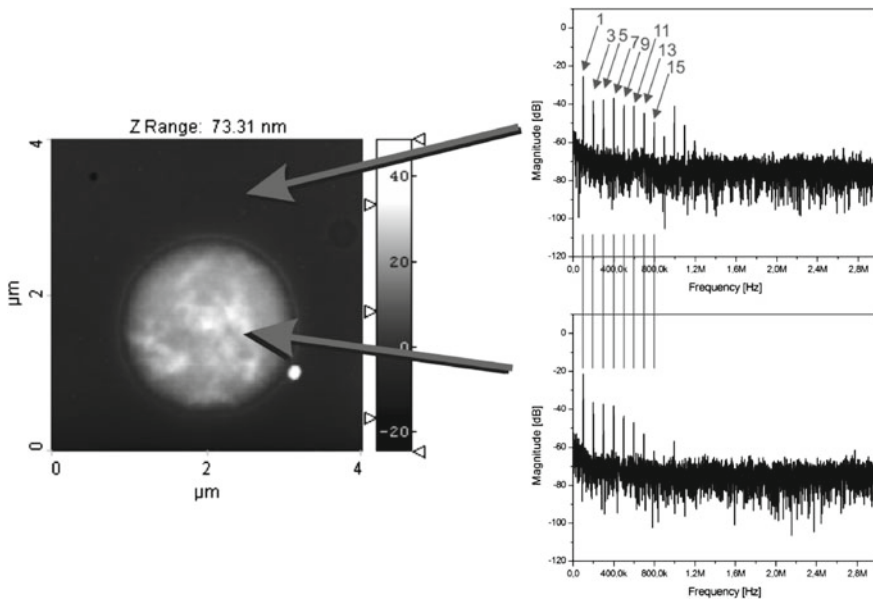 Z Range: 73.31 nm
4
2
0
µm
0
2
4
µm
40
20
0
-20
1
3
5
7
9
11
13
15
0
-20
-40
-60
-80
-100
-120
Magnitude [dB]
0,0
400,0k
800,0k
1,2M
1,6M
2,0M
2,4M
2,8M
Frequency [Hz]
0
-20
-40
-60
-80
-100
-120
Magnitude [dB]
0,0
400,0k
800,0k
1,2M
1,6M
2,0M
2,4M
2,8M
Frequency [Hz]